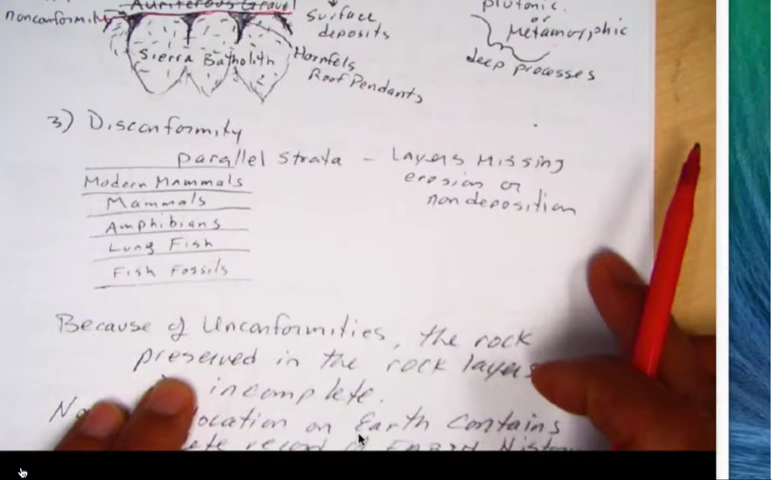 Auriferous Gravel
nonconformity
Surface
deposits
Sierra Batholith
Hornfels
Roof Pendants
plutonic
or
Metamorphic
deep processes
3) Disconformity
parallel strata - Layers Missing
erosion or
nondeposition
Modern Mammals
Mammals
Amphibians
Lung Fish
Fish Fossils
Because of Unconformities, the rock
preserved in the rock layers
incomplete.
location on Earth contains
record